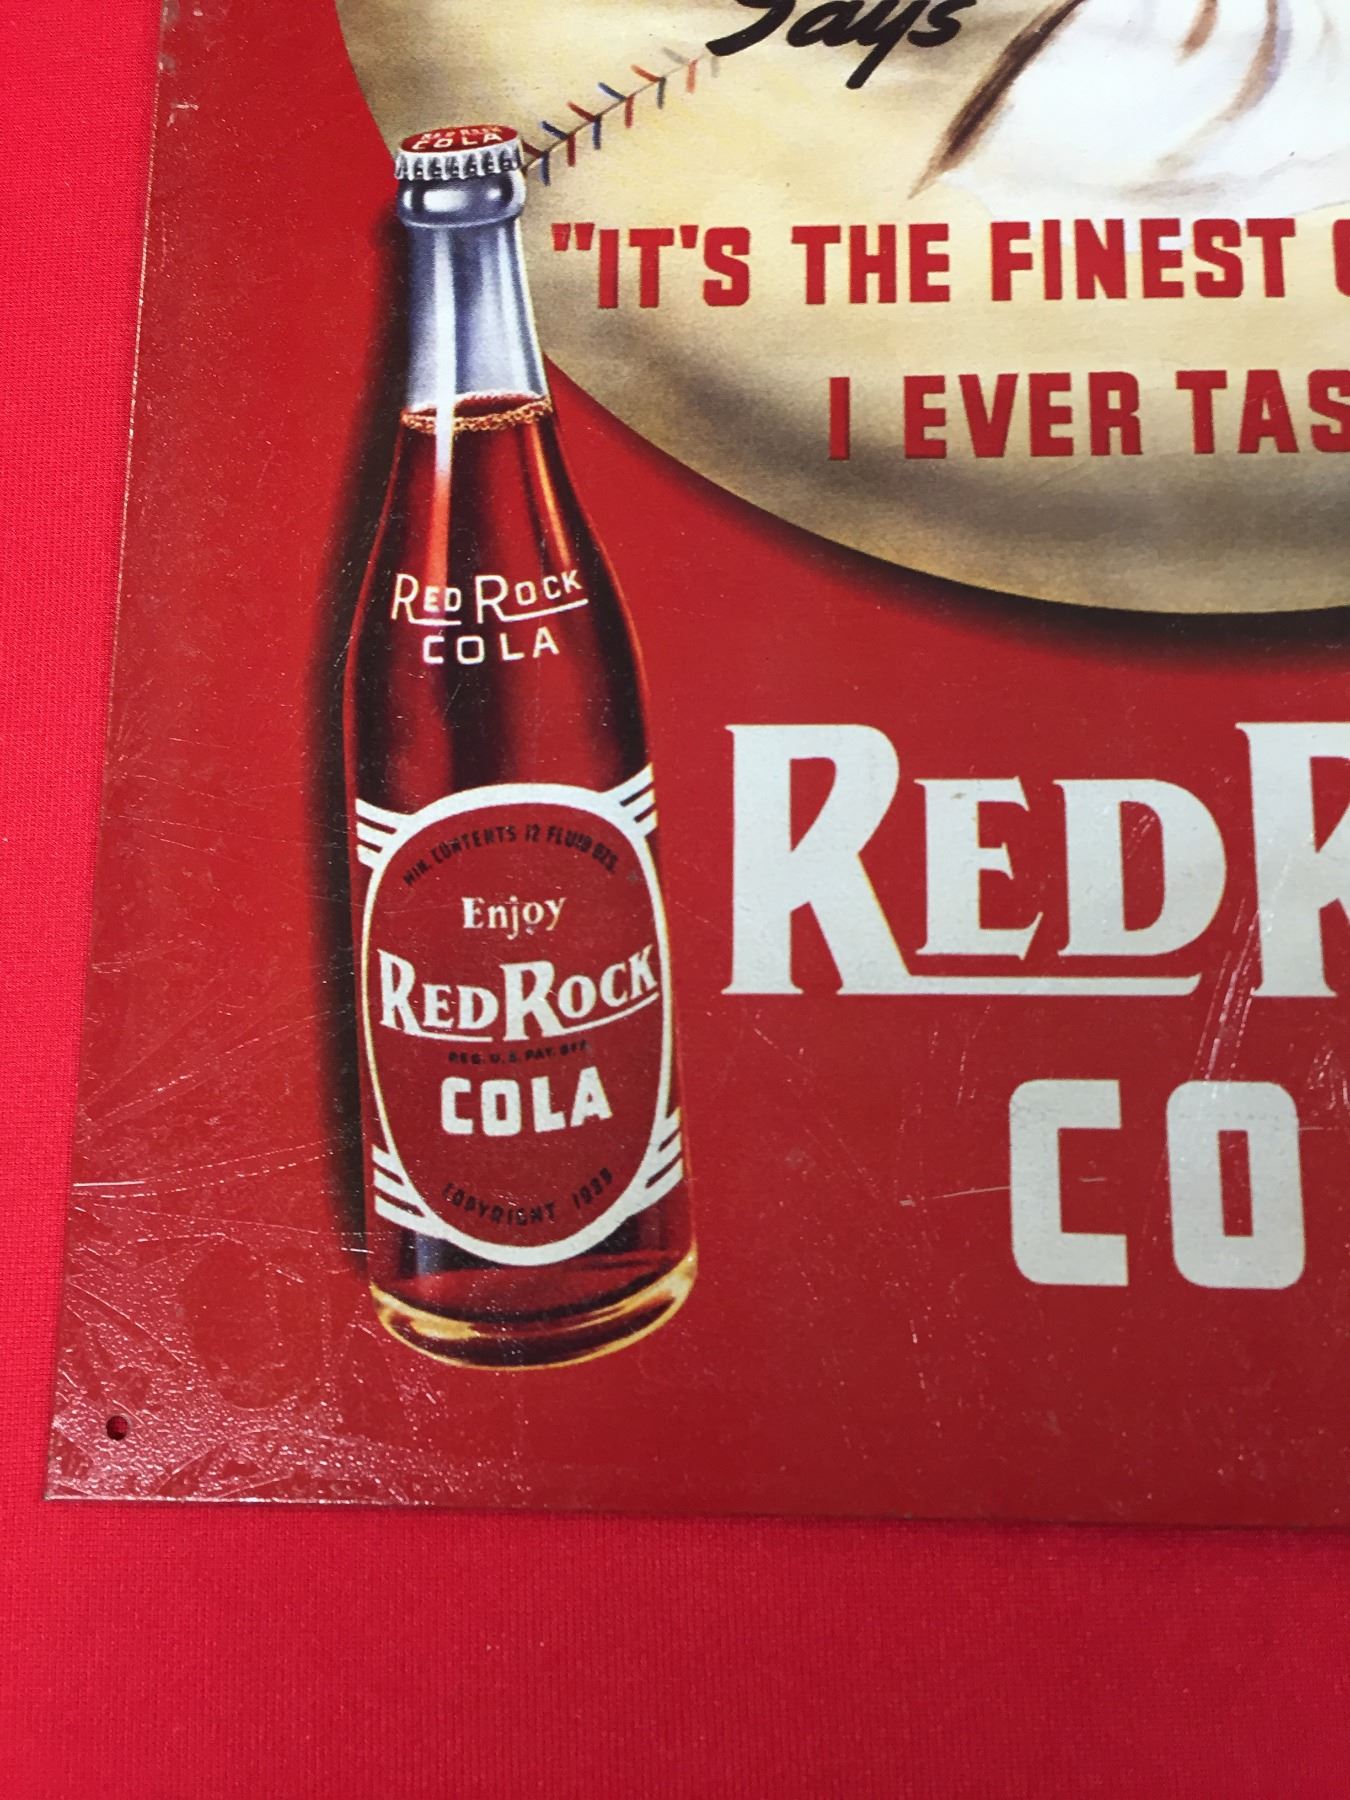 Says
RED ROCK
COLA
"IT'S THE FINEST
I EVER TAS
RED ROCK
COLA
MIN. CONTENTS 12 FLUID OZS.
Enjoy
RED ROCK
REG. U.S. PAT. OFF.
COLA
COPYRIGHT 1938
RED R
CO